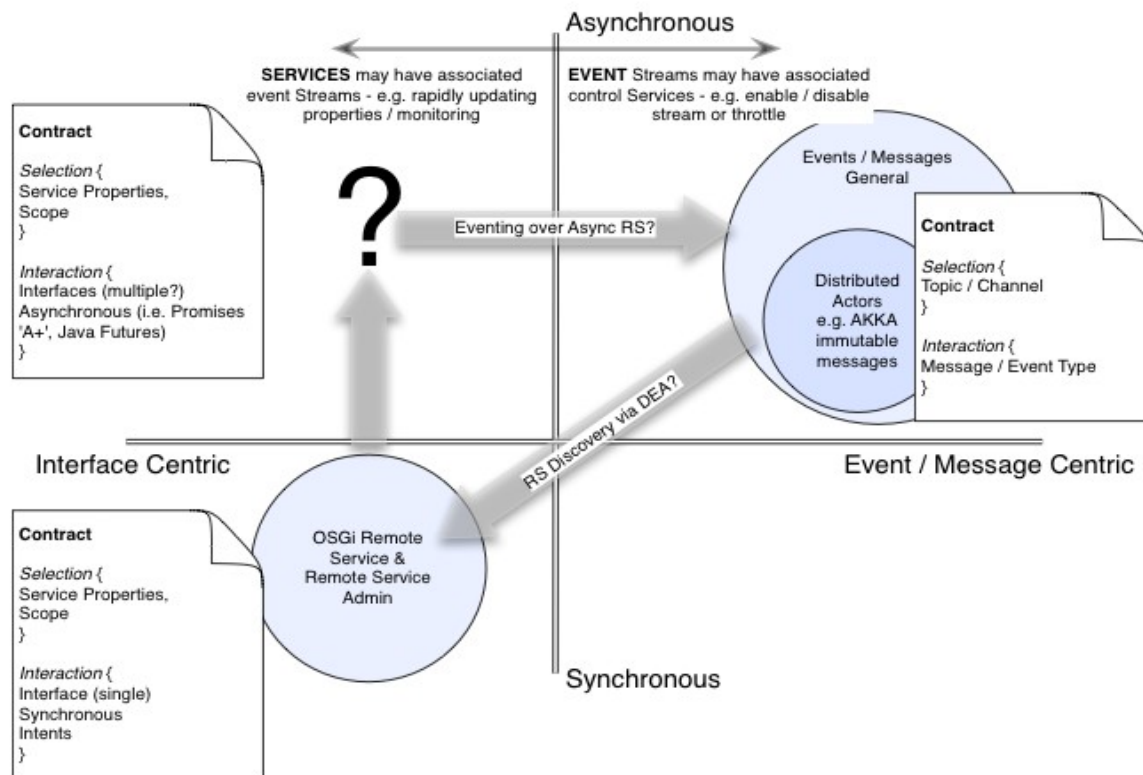 Asynchronous
SERVICES may have associated
event Streams - e.g. rapidly updating
properties / monitoring
EVENT Streams may have associated
control Services - e.g. enable / disable
stream or throttle
Contract
Selection {
Service Properties,
Scope
}
Interaction {
Interfaces (multiple?)
Asynchronous (i.e. Promises
'A+', Java Futures)
}
?
Eventing over Async RS?
Events / Messages
General
Distributed
Actors
e.g. AKKA
immutable
messages
Contract
Selection {
Topic / Channel
}
Interaction {
Message / Event Type
}
RS Discovery via DEA?
Interface Centric
Event / Message Centric
Contract
Selection {
Service Properties,
Scope
}
Interaction {
Interface (single)
Synchronous
Intents
}
OSGi Remote
Service &
Remote Service
Admin
Synchronous